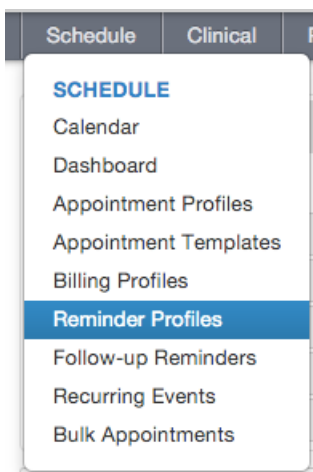 Schedule Clinical
SCHEDULE
Calendar
Dashboard
Appointment Profiles
Appointment Templates
Billing Profiles
Reminder Profiles
Follow-up Reminders
Recurring Events
Bulk Appointments